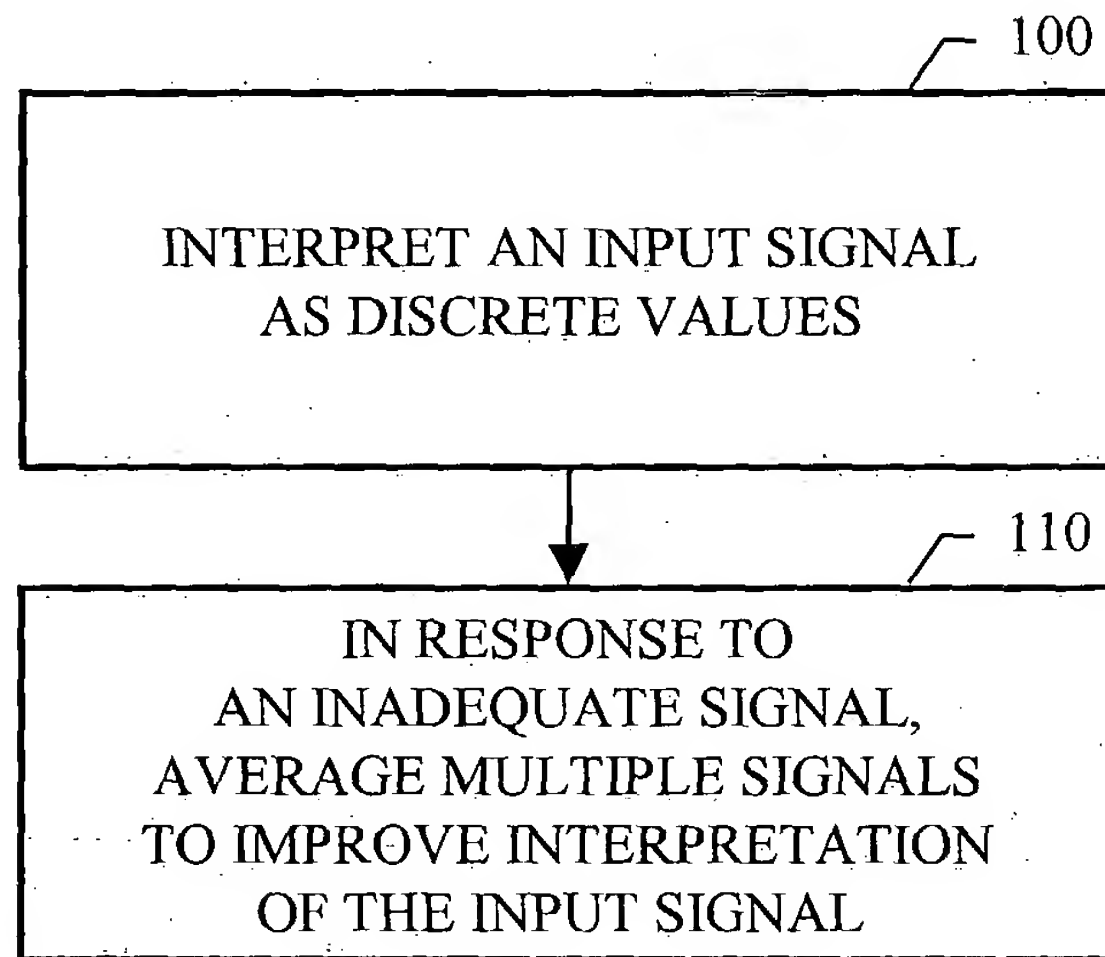 100
INTERPRET AN INPUT SIGNAL
AS DISCRETE VALUES
110
IN RESPONSE TO
AN INADEQUATE SIGNAL,
AVERAGE MULTIPLE SIGNALS
TO IMPROVE INTERPRETATION
OF THE INPUT SIGNAL